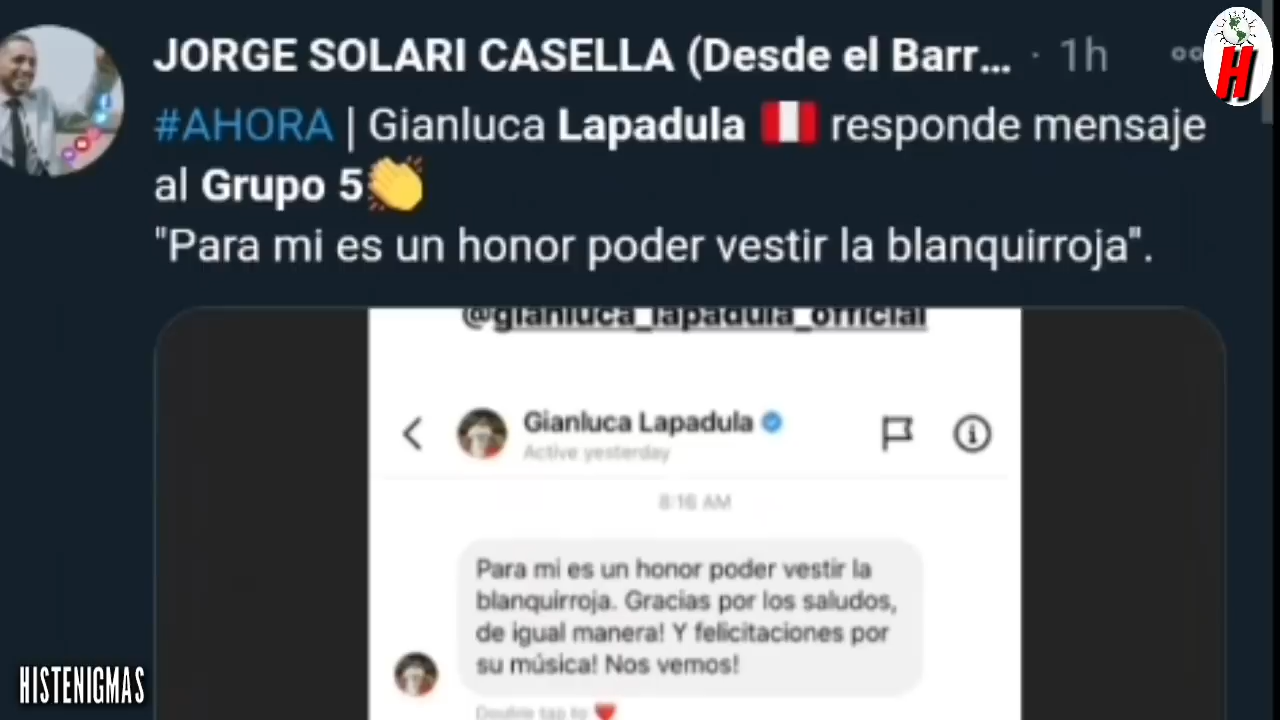 JORGE SOLARI CASELLA (Desde el Barr... · 1h
H
#AHORA | Gianluca Lapadula 🇵🇪 responde mensaje
al Grupo 5👏
"Para mi es un honor poder vestir la blanquirroja".
@gianluca_lapadula_official
Gianluca Lapadula
Active yesterday
8:16 AM
Para mi es un honor poder vestir la
blanquirroja. Gracias por los saludos,
de igual manera! Y felicitaciones por
su música! Nos vemos!
Double tap to ❤️
HISTENIGMAS